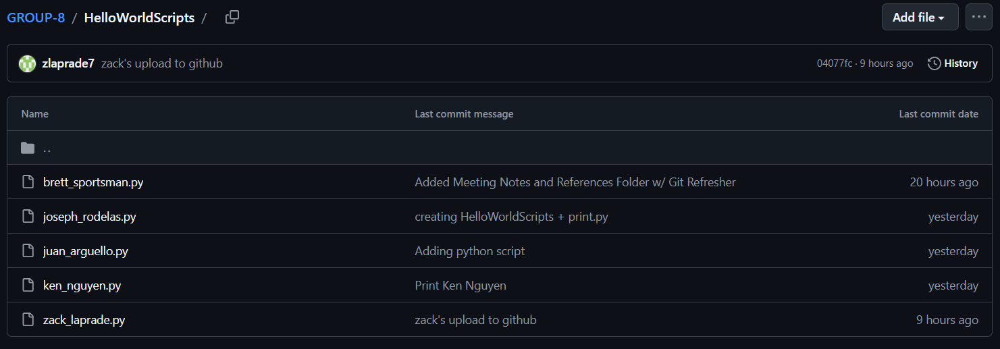 GROUP-8 / HelloWorldScripts /
Add file
zlaprade7 zack's upload to github
04077fc · 9 hours ago
History
Name Last commit message Last commit date
..
brett_sportsman.py Added Meeting Notes and References Folder w/ Git Refresher 20 hours ago
joseph_rodelas.py creating HelloWorldScripts + print.py yesterday
juan_arguello.py Adding python script yesterday
ken_nguyen.py Print Ken Nguyen yesterday
zack_laprade.py zack's upload to github 9 hours ago